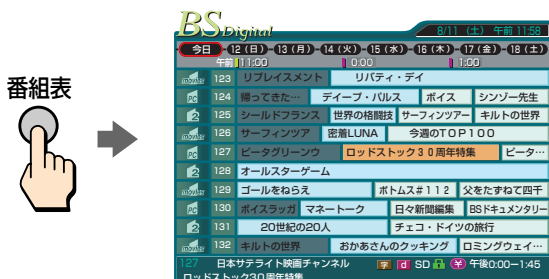 番組表
BS Digital
8/11 (土) 午前 11:58
今日 12(日) 13(月) 14(火) 15(水) 16(木) 17(金) 18(土)
午前 11:00 0:00 1:00
123 リプレイスメント リバティ・デイ
124 帰ってきた… ディープ・パルス ボイス シンゾー先生
125 シールドフランス 世界の格闘技 サーフィンツアー キルトの世界
126 サーフィンツア 密着LUNA 今週のTOP100
127 ピータグリーンウ ロッドストック30周年特集 ピータ…
128 オールスターゲーム
129 ゴールをねらえ ボトムス#112 父をたずねて四千
130 ボイスラッガ マネートーク 日々新聞編集 BSドキュメンタリー
131 20世紀の20人 チェコ・ドイツの旅行
132 キルトの世界 おかあさんのクッキング ロミングウェイ…
127 日本サテライト映画チャンネル 字 d SD ¥ 午後0:00-1:45
ロッドストック30周年特集